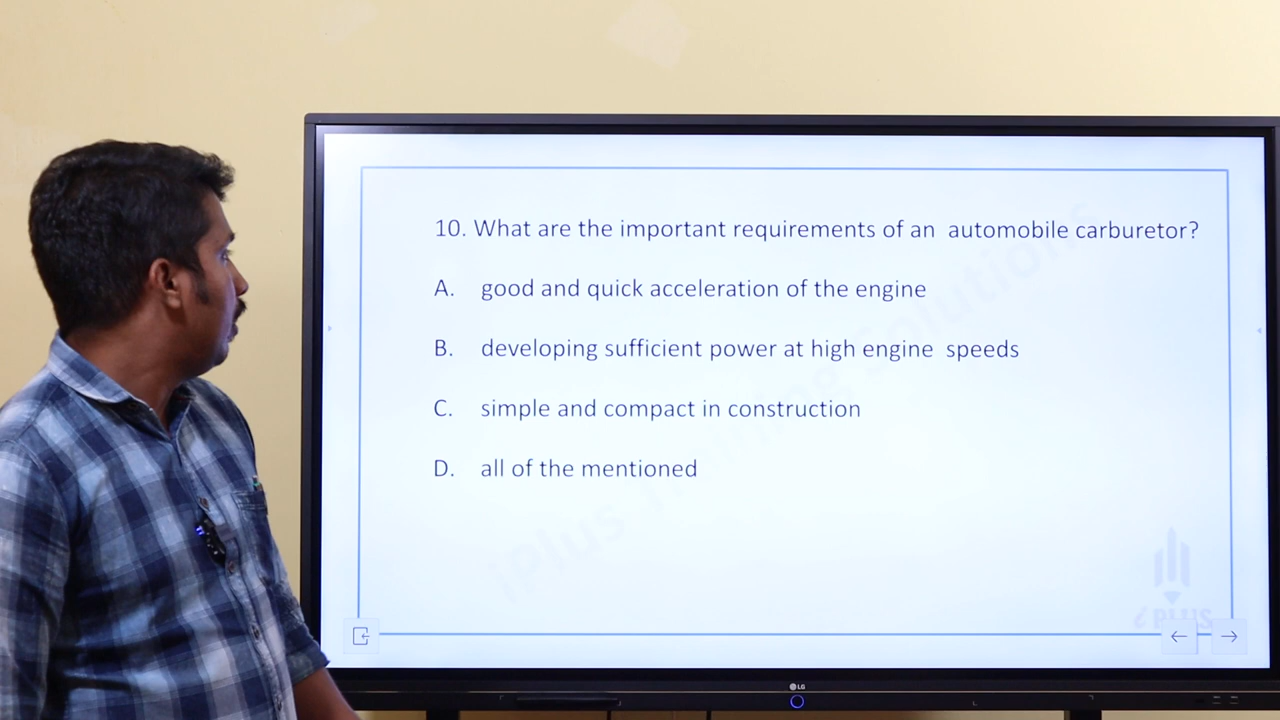 10. What are the important requirements of an automobile carburetor?
A. good and quick acceleration of the engine
B. developing sufficient power at high engine speeds
C. simple and compact in construction
D. all of the mentioned
iPLUS
LG